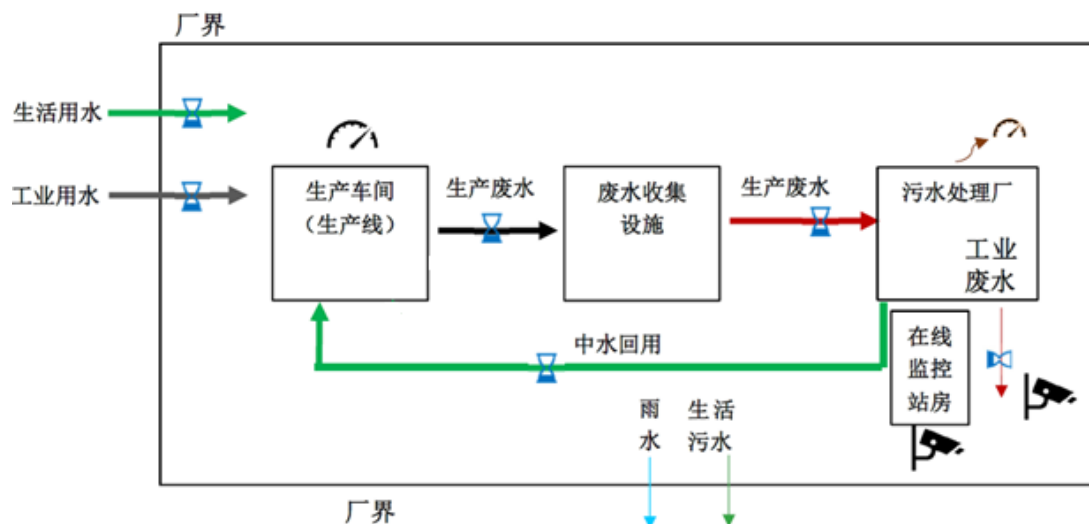 厂界
生活用水
工业用水
生产车间
（生产线）
生产废水
废水收集
设施
生产废水
污水处理厂
工业
废水
中水回用
在线
监控
站房
雨
水
生活
污水
厂界